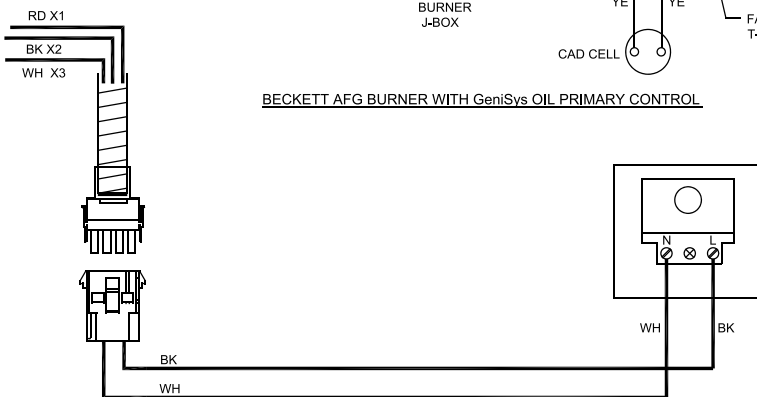 RD X1
BK X2
WH X3
BURNER
J-BOX
YE YE
CAD CELL
BECKETT AFG BURNER WITH GeniSys OIL PRIMARY CONTROL
N L
WH BK
BK
WH